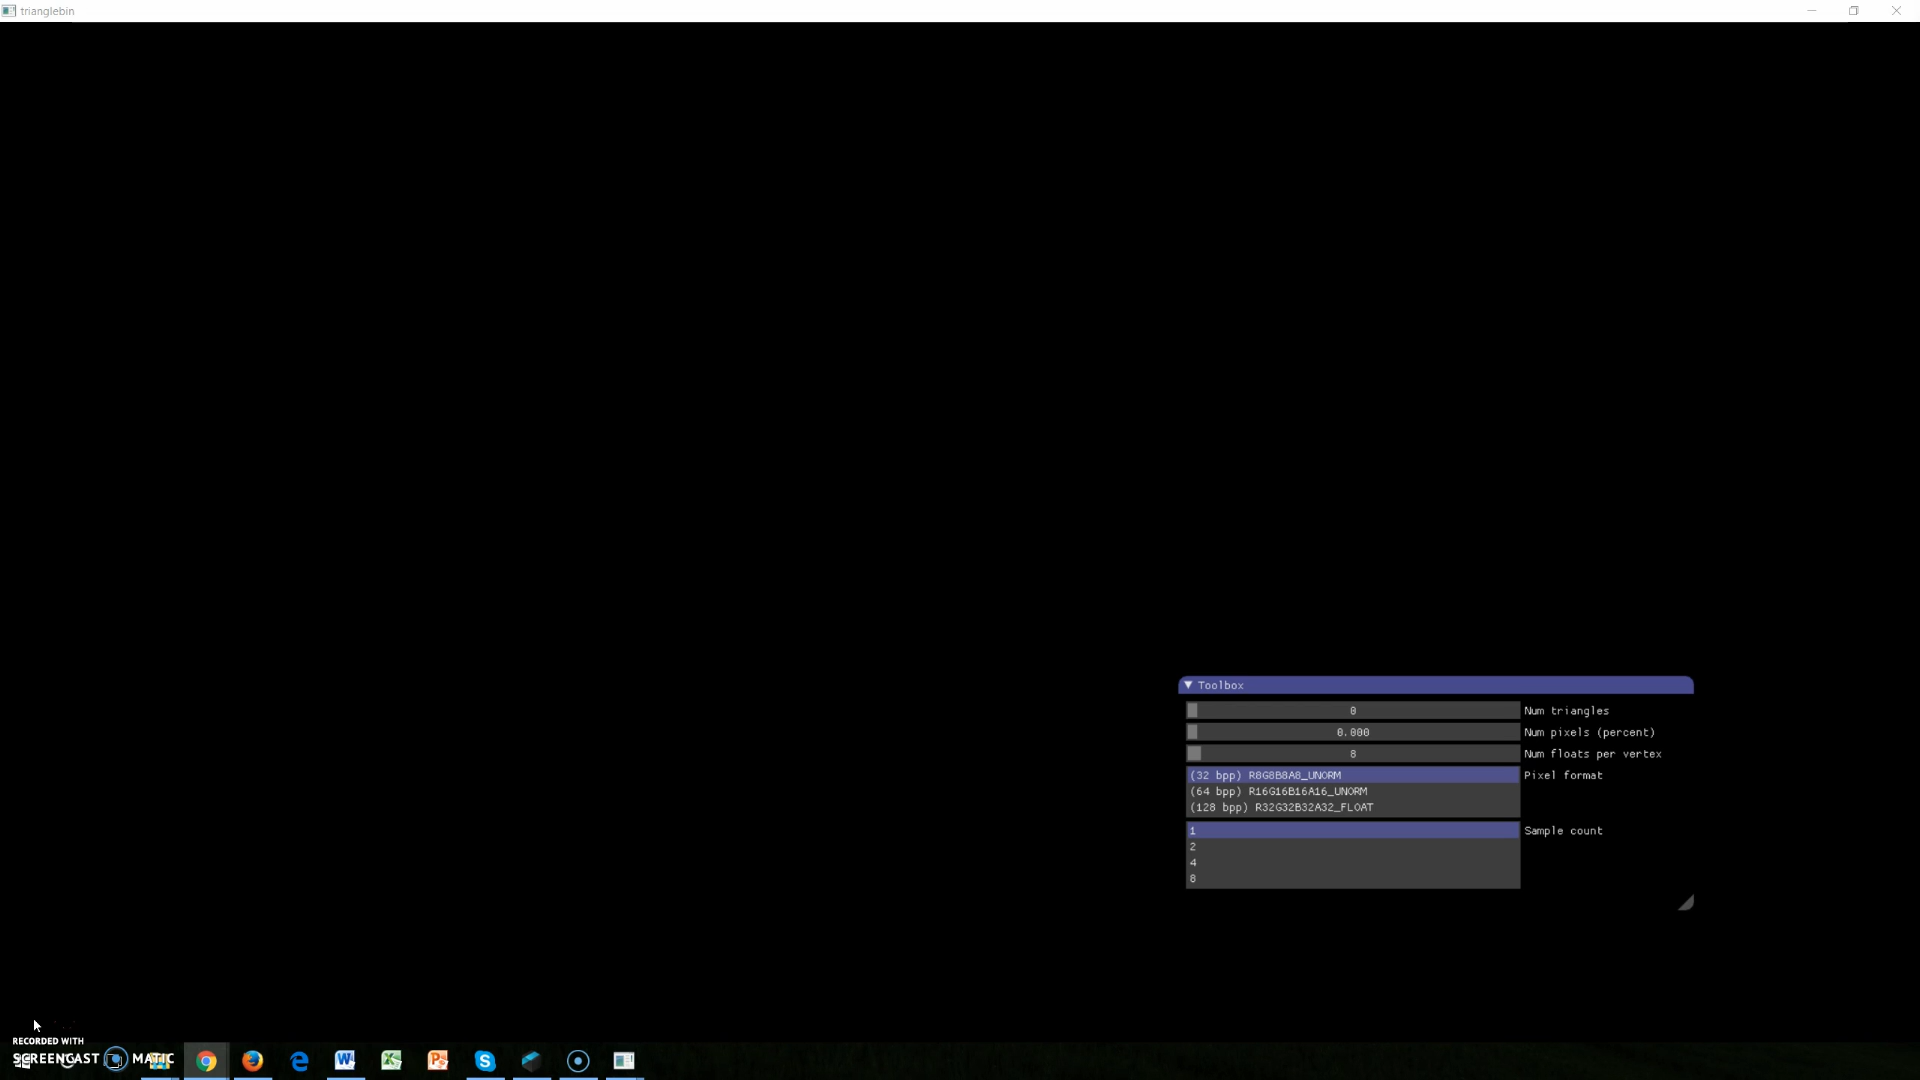 trianglebin
Toolbox
0 Num triangles
0.000 Num pixels (percent)
8 Num floats per vertex
(32 bpp) R8G8B8A8_UNORM Pixel format
(64 bpp) R16G16B16A16_UNORM
(128 bpp) R32G32B32A32_FLOAT
1 Sample count
2
4
8
RECORDED WITH
SCREENCAST MATIC